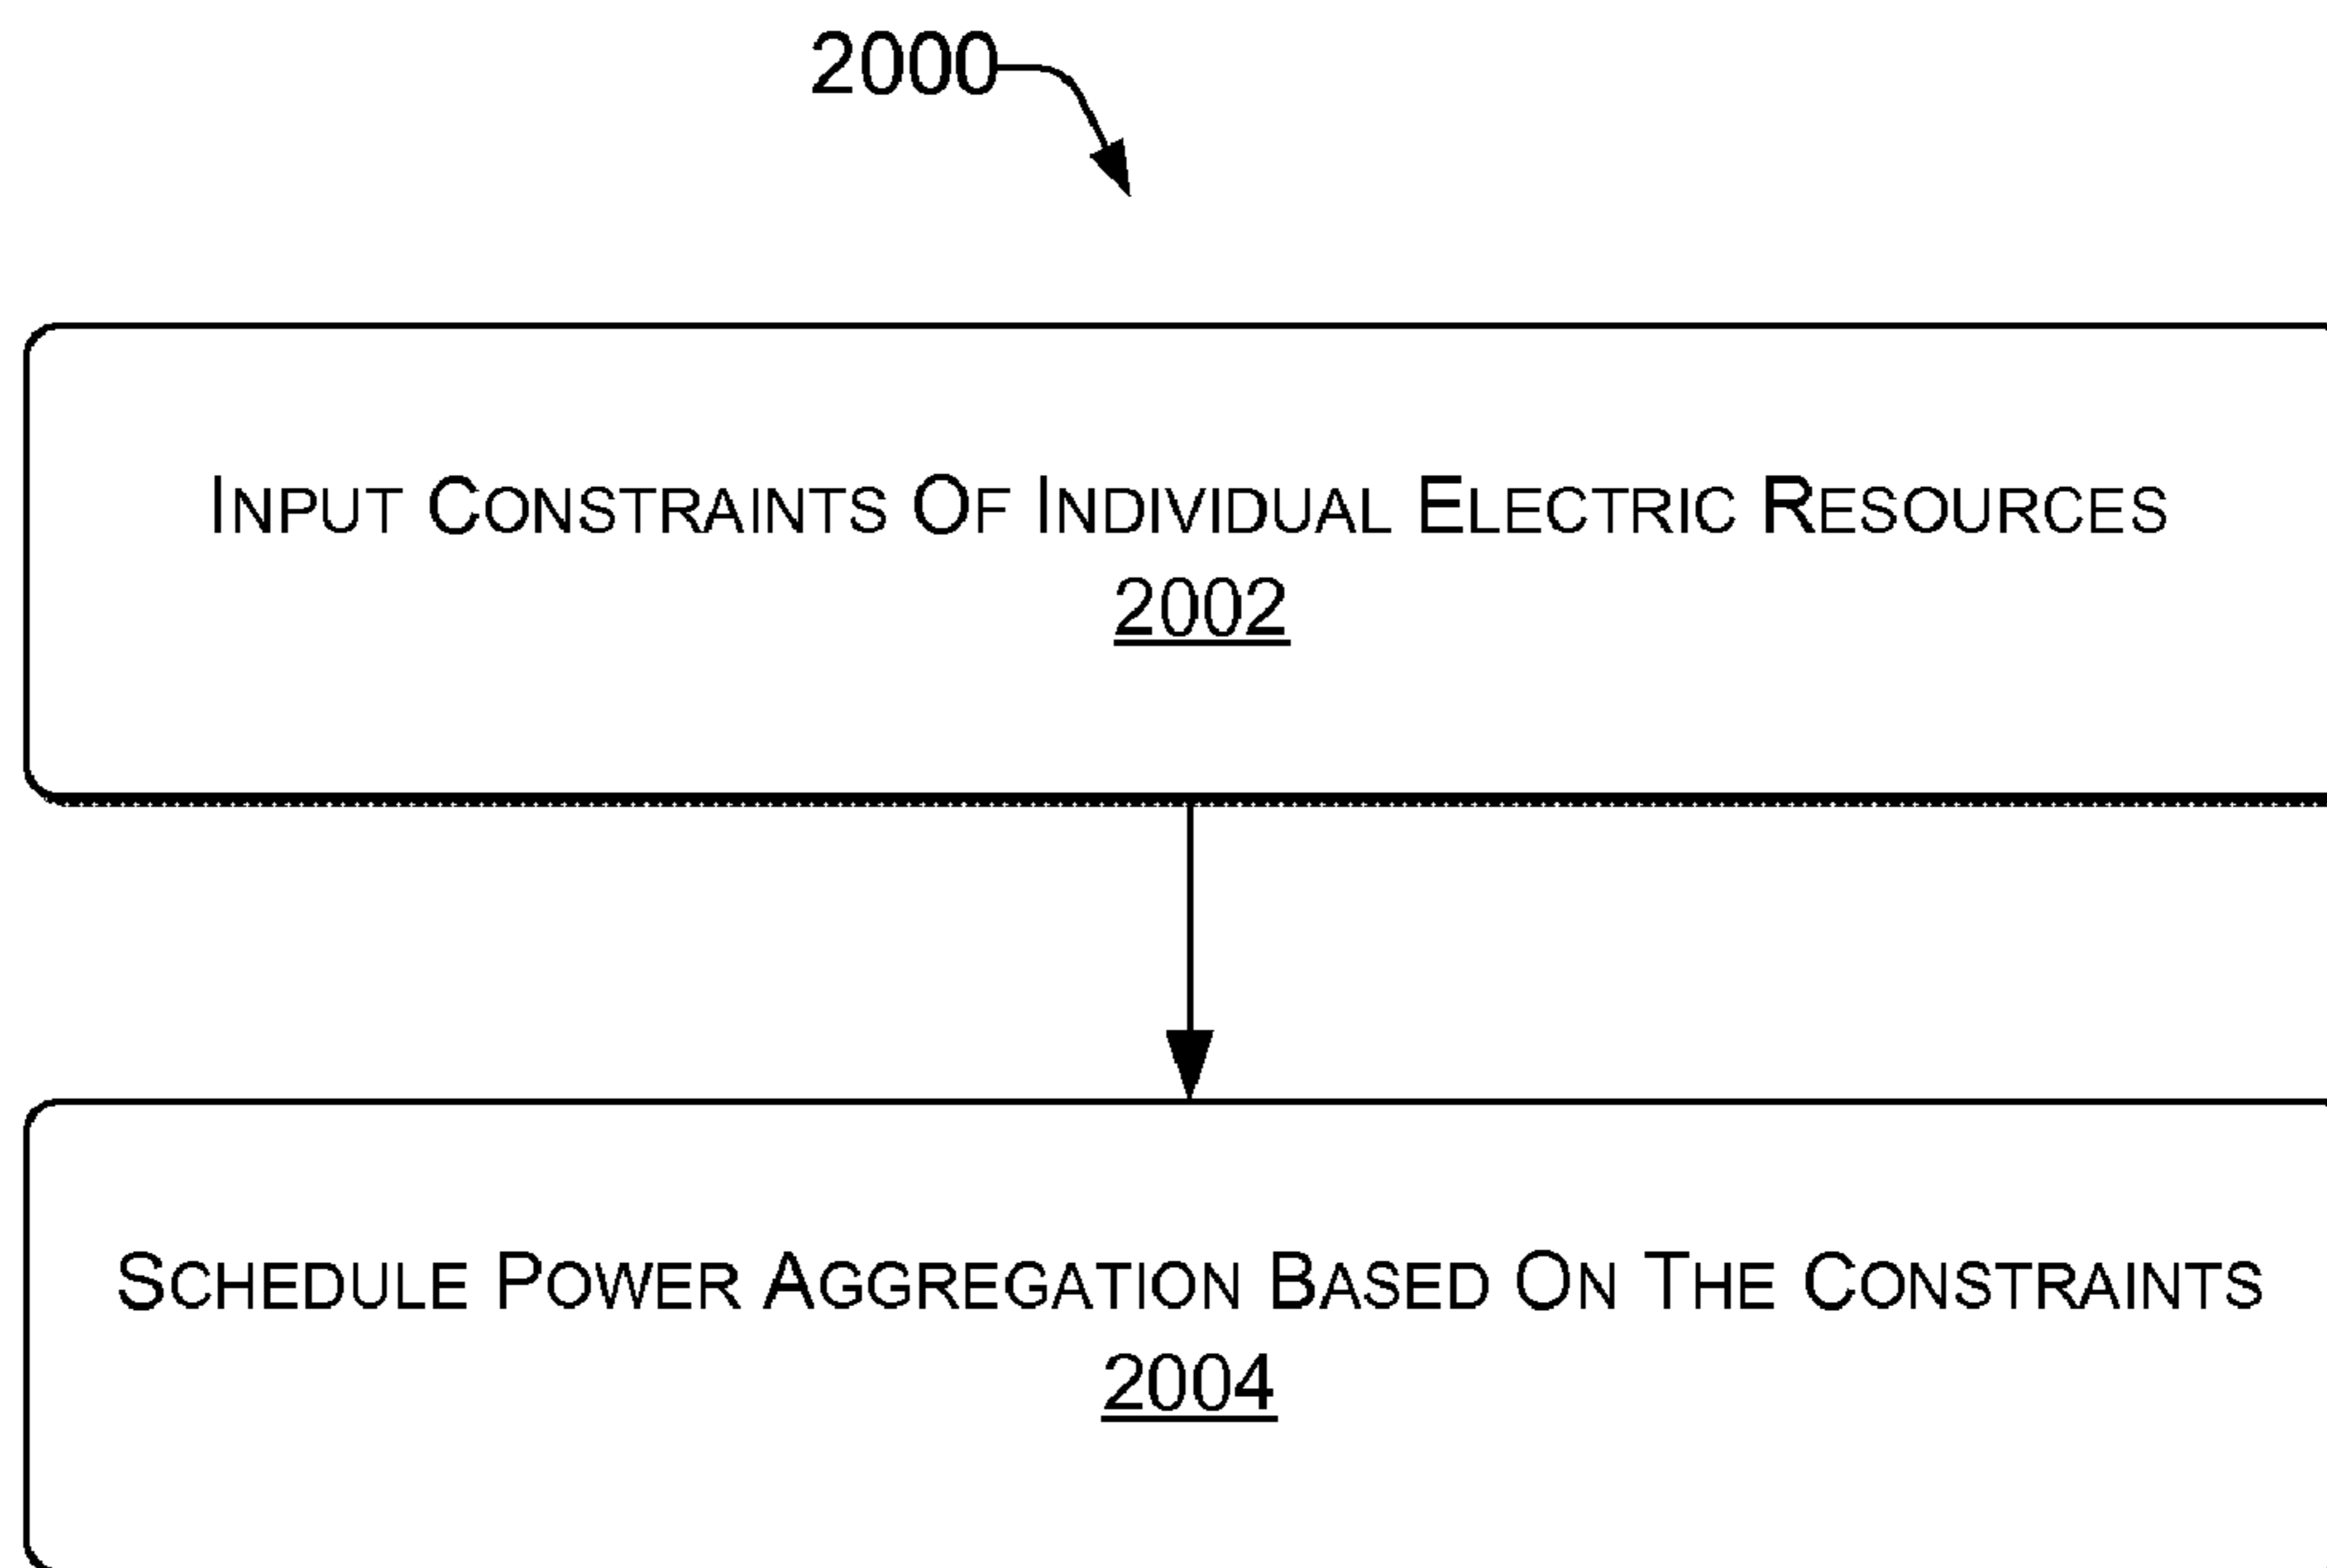 2000
INPUT CONSTRAINTS OF INDIVIDUAL ELECTRIC RESOURCES
2002
SCHEDULE POWER AGGREGATION BASED ON THE CONSTRAINTS
2004